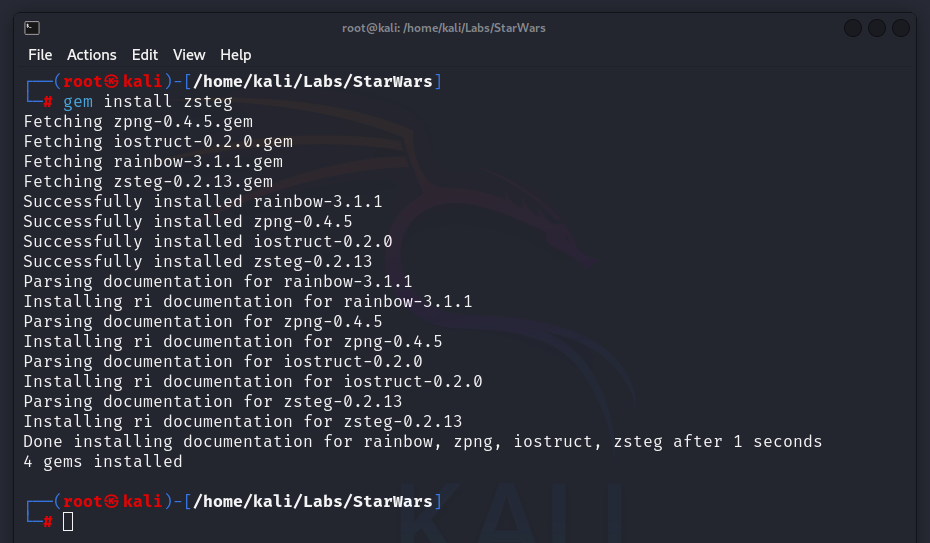 root@kali: /home/kali/Labs/StarWars
File Actions Edit View Help
┌──(root㉿kali)-[/home/kali/Labs/StarWars]
└─# gem install zsteg
Fetching zpng-0.4.5.gem
Fetching iostruct-0.2.0.gem
Fetching rainbow-3.1.1.gem
Fetching zsteg-0.2.13.gem
Successfully installed rainbow-3.1.1
Successfully installed zpng-0.4.5
Successfully installed iostruct-0.2.0
Successfully installed zsteg-0.2.13
Parsing documentation for rainbow-3.1.1
Installing ri documentation for rainbow-3.1.1
Parsing documentation for zpng-0.4.5
Installing ri documentation for zpng-0.4.5
Parsing documentation for iostruct-0.2.0
Installing ri documentation for iostruct-0.2.0
Parsing documentation for zsteg-0.2.13
Installing ri documentation for zsteg-0.2.13
Done installing documentation for rainbow, zpng, iostruct, zsteg after 1 seconds
4 gems installed
┌──(root㉿kali)-[/home/kali/Labs/StarWars]
└─#
KALI